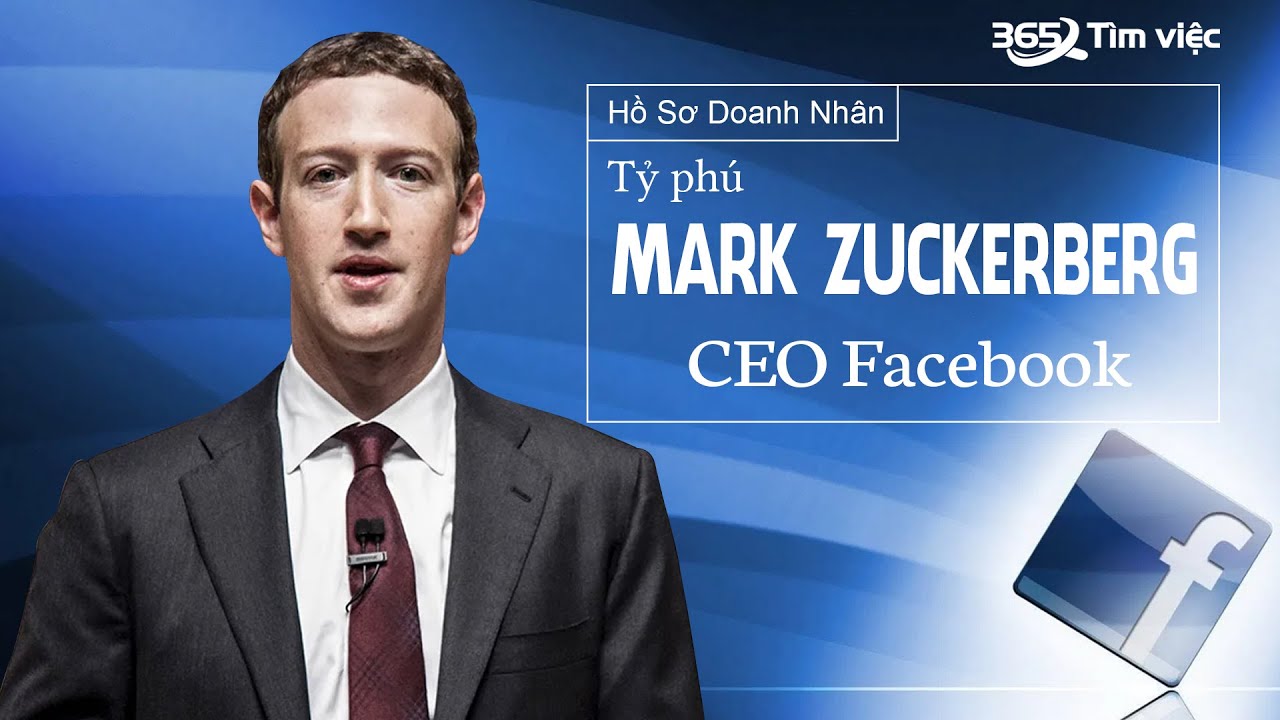 365 Tìm việc
Hồ Sơ Doanh Nhân
Tỷ phú
MARK ZUCKERBERG
CEO Facebook
f